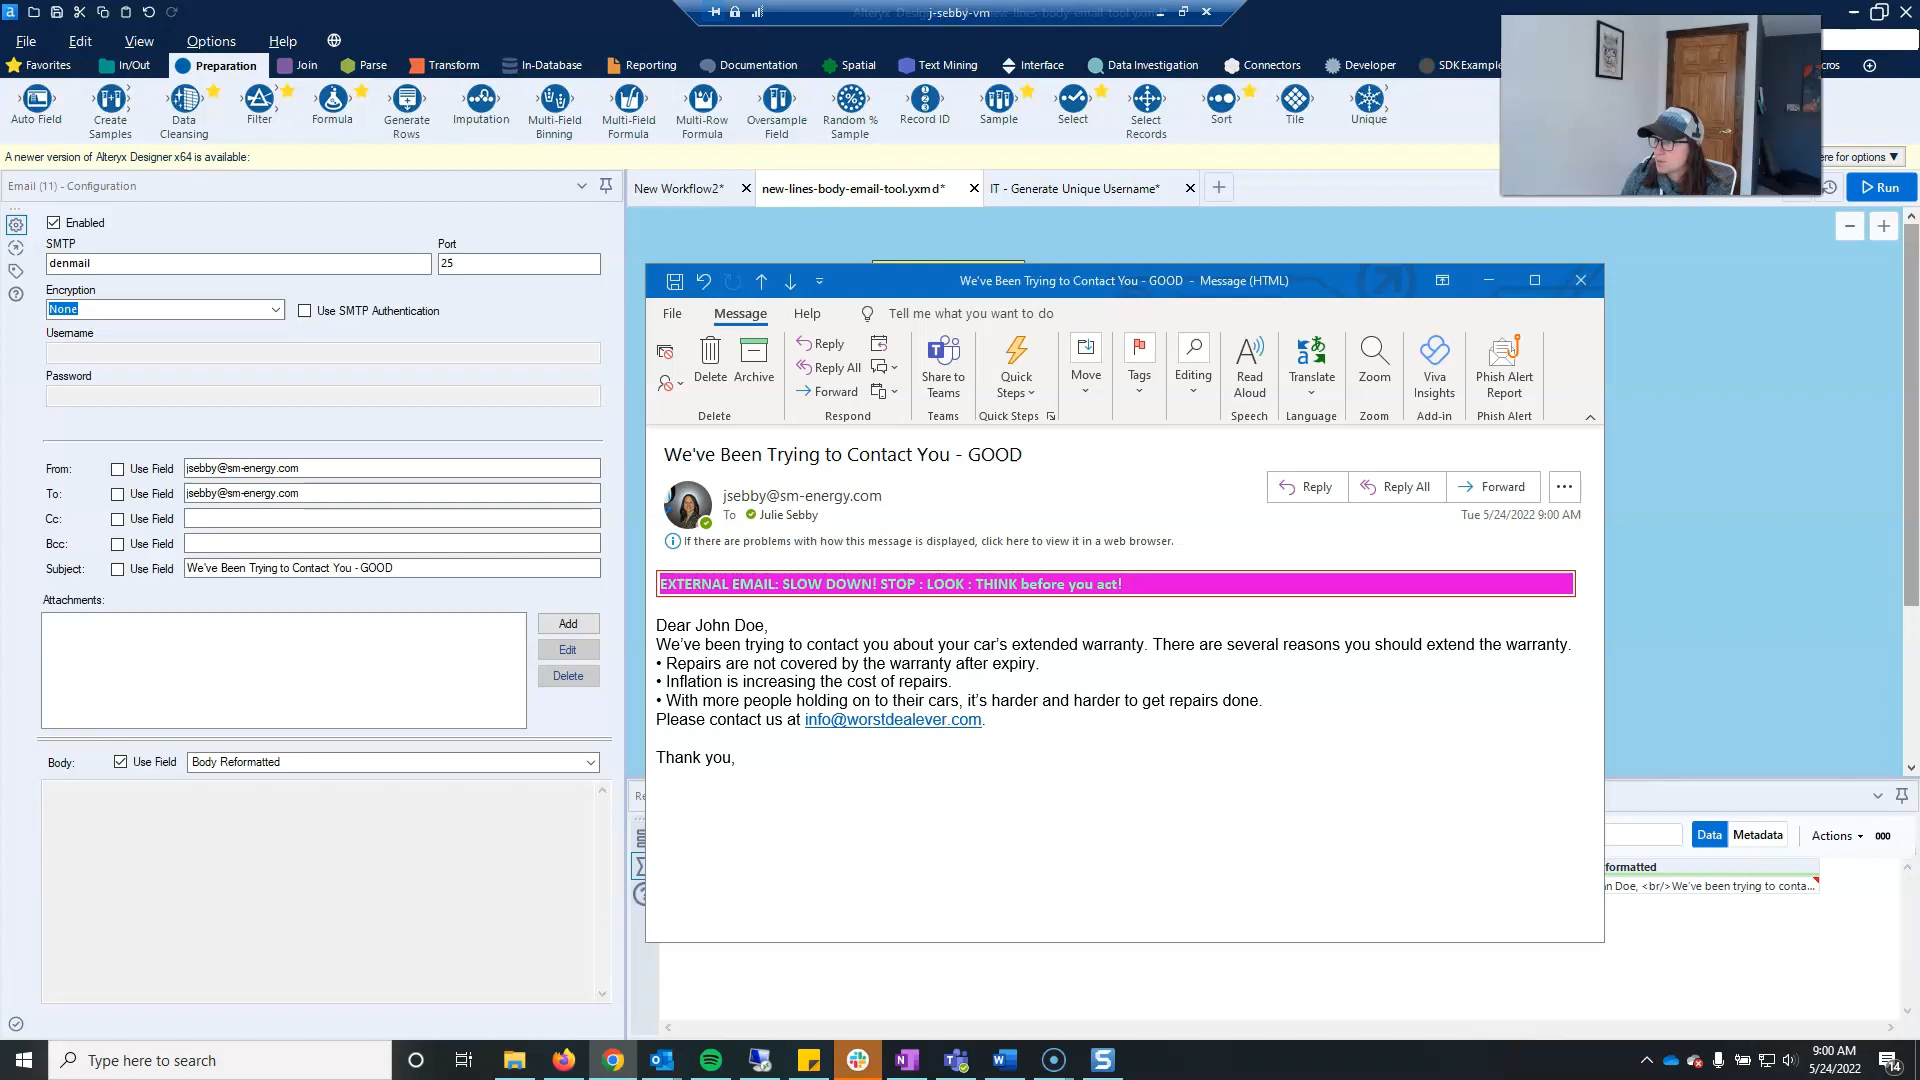 j-sebby-vm
File Edit View Options Help
Favorites In/Out Preparation Join Parse Transform In-Database Reporting Documentation Spatial Text Mining Interface Data Investigation Connectors Developer SDK Example cros
Auto Field Create Samples Data Cleansing Filter Formula Generate Rows Imputation Multi-Field Binning Multi-Field Formula Multi-Row Formula Oversample Field Random % Sample Record ID Sample Select Select Records Sort Tile Unique
A newer version of Alteryx Designer x64 is available:
ere for options ▼
Email (11) - Configuration
New Workflow2* new-lines-body-email-tool.yxmd* IT - Generate Unique Username* Run
Enabled
SMTP Port
denmail 25
Encryption
None Use SMTP Authentication
Username
Password
From: Use Field jsebby@sm-energy.com
To: Use Field jsebby@sm-energy.com
Cc: Use Field
Bcc: Use Field
Subject: Use Field We've Been Trying to Contact You - GOOD
Attachments:
Add
Edit
Delete
Body: Use Field Body Reformatted
We've Been Trying to Contact You - GOOD - Message (HTML)
File Message Help Tell me what you want to do
Delete Archive
Reply
Reply All
Forward
Share to Teams
Quick Steps
Move
Tags
Editing
Read Aloud
Translate
Zoom
Viva Insights
Phish Alert Report
Delete Respond Teams Quick Steps Speech Language Zoom Add-in Phish Alert
We've Been Trying to Contact You - GOOD
jsebby@sm-energy.com
To Julie Sebby
Reply Reply All Forward ...
Tue 5/24/2022 9:00 AM
If there are problems with how this message is displayed, click here to view it in a web browser.
EXTERNAL EMAIL: SLOW DOWN! STOP : LOOK : THINK before you act!
Dear John Doe,
We've been trying to contact you about your car's extended warranty. There are several reasons you should extend the warranty.
• Repairs are not covered by the warranty after expiry.
• Inflation is increasing the cost of repairs.
• With more people holding on to their cars, it's harder and harder to get repairs done.
Please contact us at info@worstdealever.com.
Thank you,
Re
Data Metadata Actions 000
formatted
n Doe, <br/>We've been trying to conta...
Type here to search
9:00 AM
5/24/2022
14